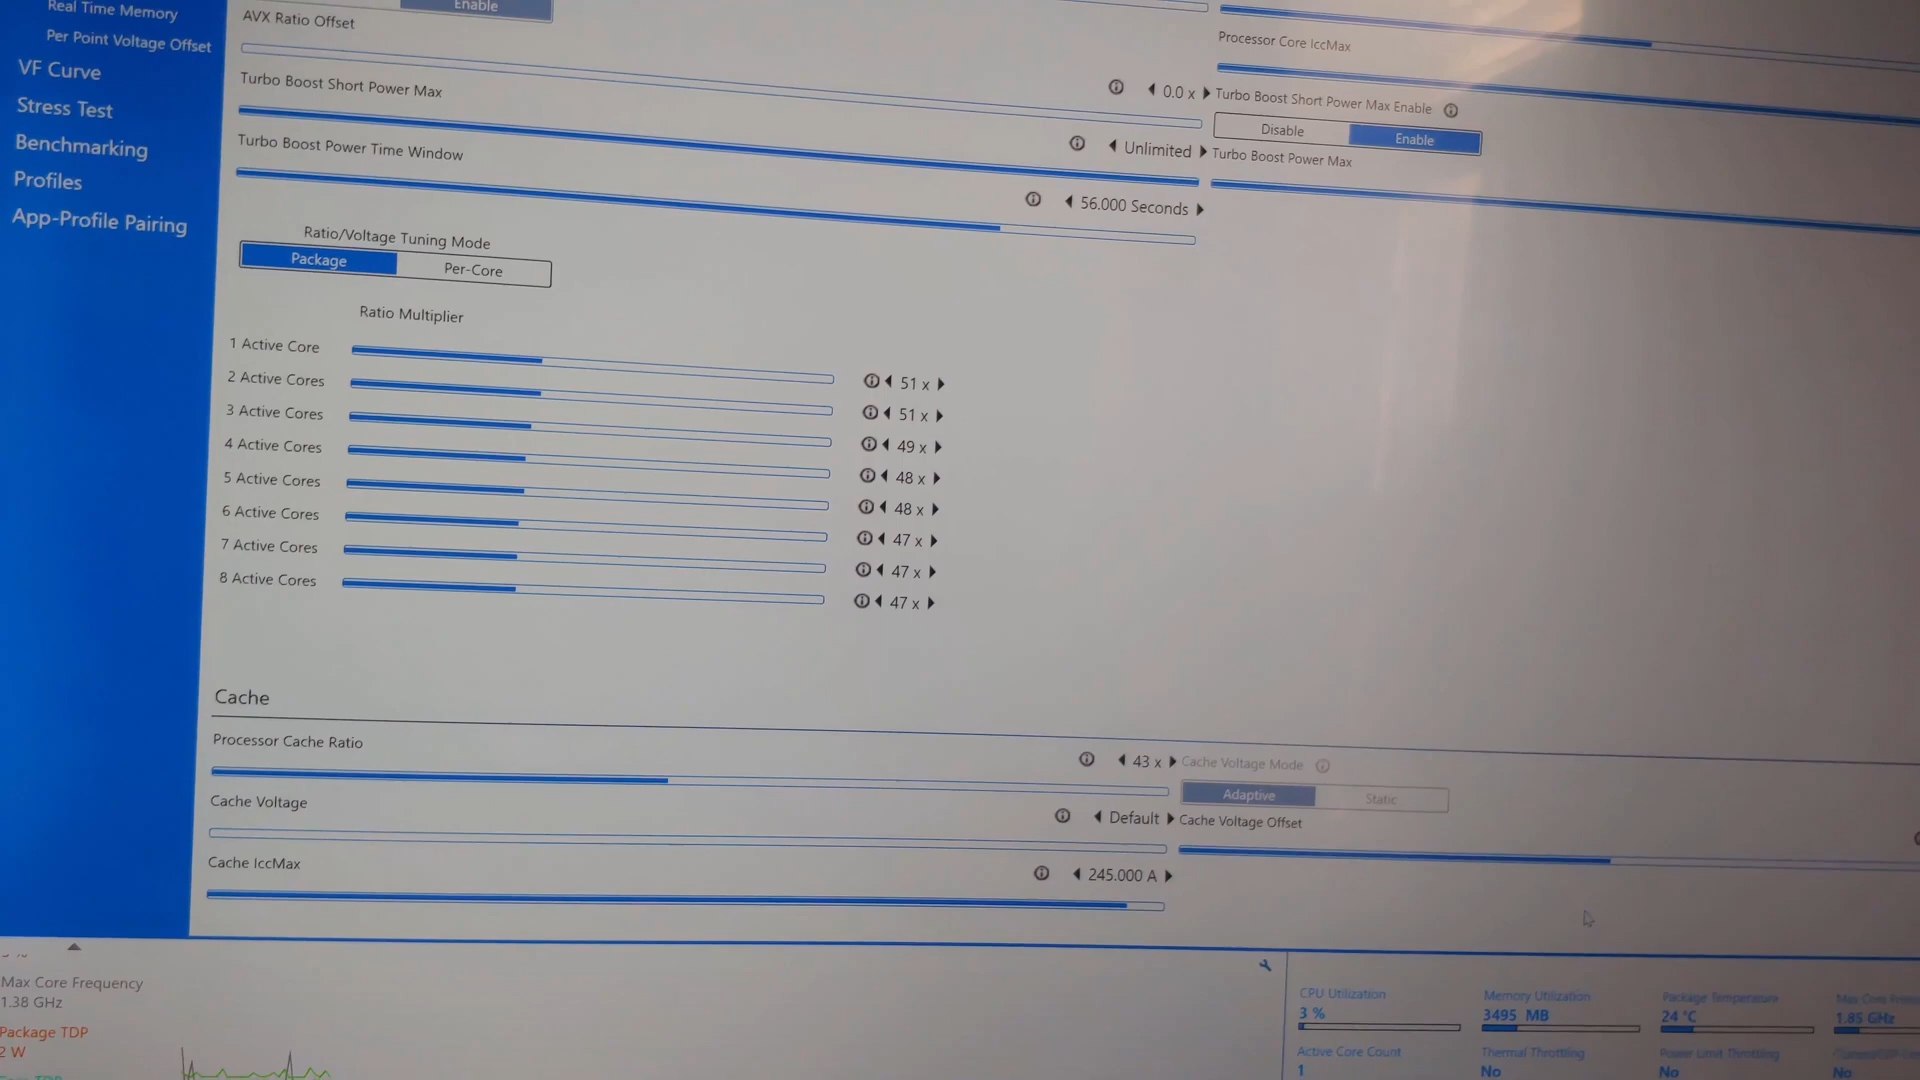 Real Time Memory
Per Point Voltage Offset
VF Curve
Stress Test
Benchmarking
Profiles
App-Profile Pairing
Enable
AVX Ratio Offset
0.0 x
Turbo Boost Short Power Max
Unlimited
Turbo Boost Power Time Window
56.000 Seconds
Processor Core IccMax
Turbo Boost Short Power Max Enable
Disable
Enable
Turbo Boost Power Max
Ratio/Voltage Tuning Mode
Package
Per-Core
Ratio Multiplier
1 Active Core
51 x
2 Active Cores
51 x
3 Active Cores
49 x
4 Active Cores
48 x
5 Active Cores
48 x
6 Active Cores
47 x
7 Active Cores
47 x
8 Active Cores
47 x
Cache
Processor Cache Ratio
43 x
Cache Voltage Mode
Adaptive
Static
Cache Voltage
Default
Cache Voltage Offset
Cache IccMax
245.000 A
Max Core Frequency
1.38 GHz
Package TDP
2 W
CPU Utilization
3 %
Memory Utilization
3495 MB
Package Temperature
24 °C
Max Core
1.85 GHz
Active Core Count
1
Thermal Throttling
No
Power Limit Throttling
No
No